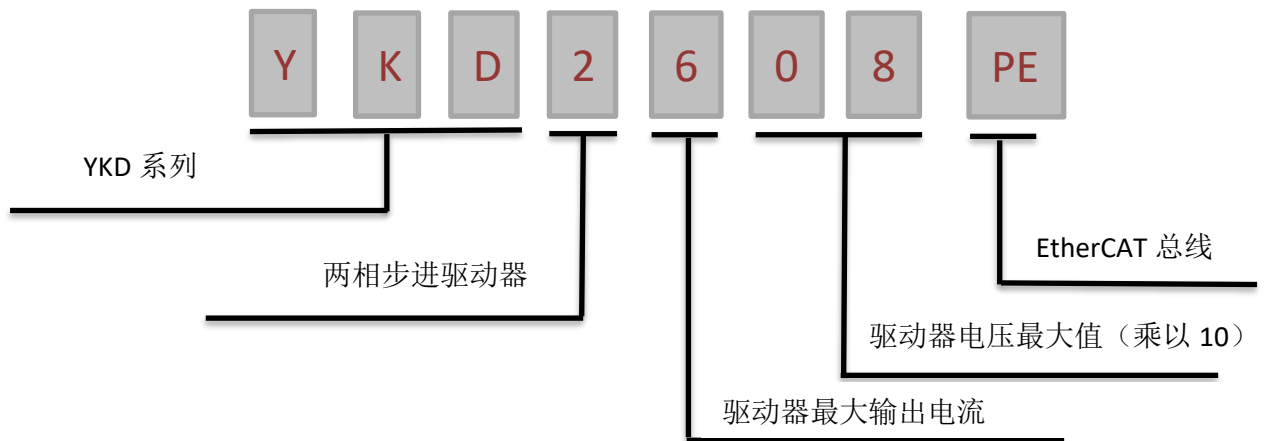 Y K D 2 6 0 8 PE
YKD 系列
EtherCAT 总线
两相步进驱动器
驱动器电压最大值（乘以 10）
驱动器最大输出电流